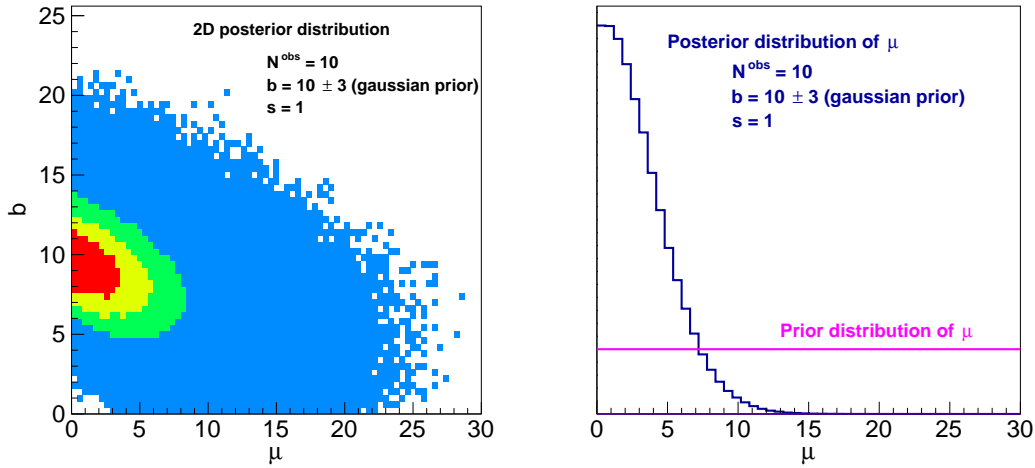 2D posterior distribution
N^obs = 10
b = 10 ± 3 (gaussian prior)
s = 1
b
25
20
15
10
5
0
0 5 10 15 20 25 30
μ
Posterior distribution of μ
N^obs = 10
b = 10 ± 3 (gaussian prior)
s = 1
Prior distribution of μ
0 5 10 15 20 25 30
μ